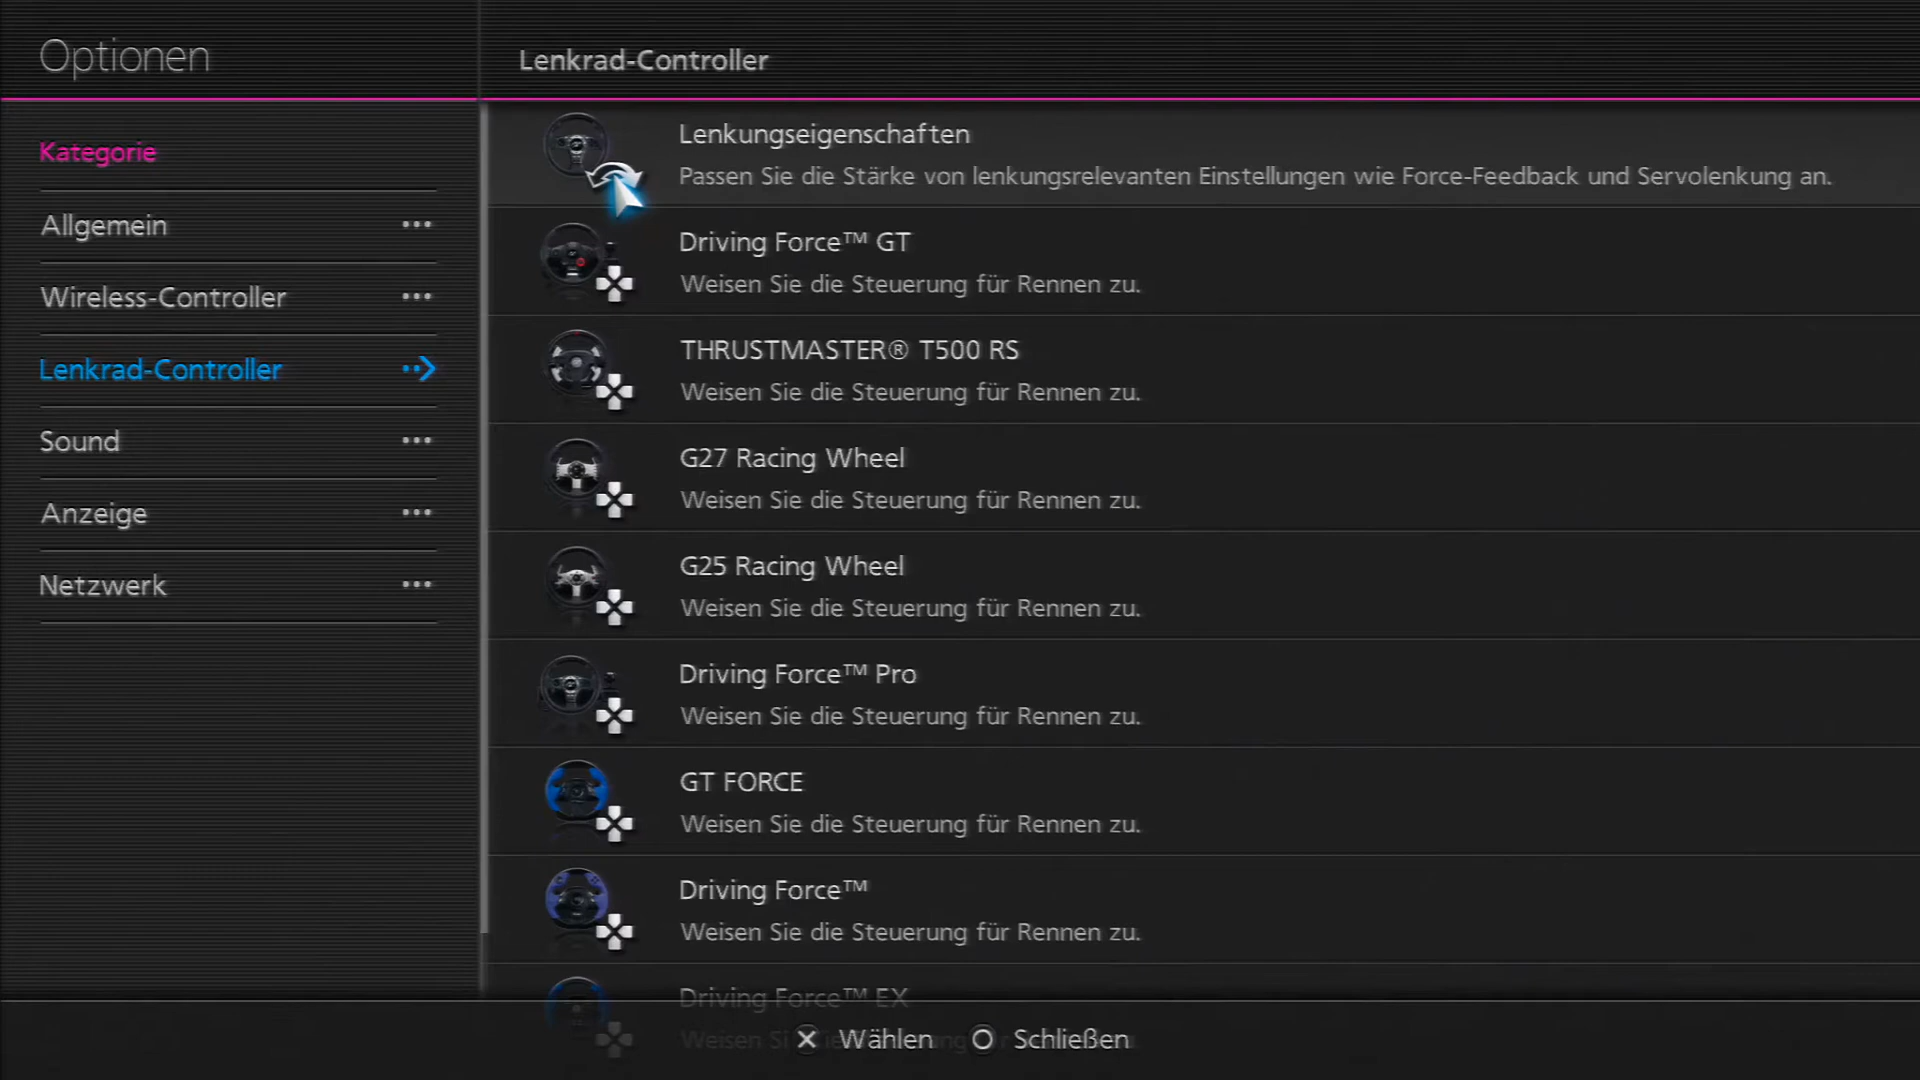 Optionen
Lenkrad-Controller
Kategorie
Allgemein
Wireless-Controller
Lenkrad-Controller
Sound
Anzeige
Netzwerk
Lenkungseigenschaften
Passen Sie die Stärke von lenkungsrelevanten Einstellungen wie Force-Feedback und Servolenkung an.
Driving Force™ GT
Weisen Sie die Steuerung für Rennen zu.
THRUSTMASTER® T500 RS
Weisen Sie die Steuerung für Rennen zu.
G27 Racing Wheel
Weisen Sie die Steuerung für Rennen zu.
G25 Racing Wheel
Weisen Sie die Steuerung für Rennen zu.
Driving Force™ Pro
Weisen Sie die Steuerung für Rennen zu.
GT FORCE
Weisen Sie die Steuerung für Rennen zu.
Driving Force™
Weisen Sie die Steuerung für Rennen zu.
Driving Force™ EX
Weisen
Wählen Schließen